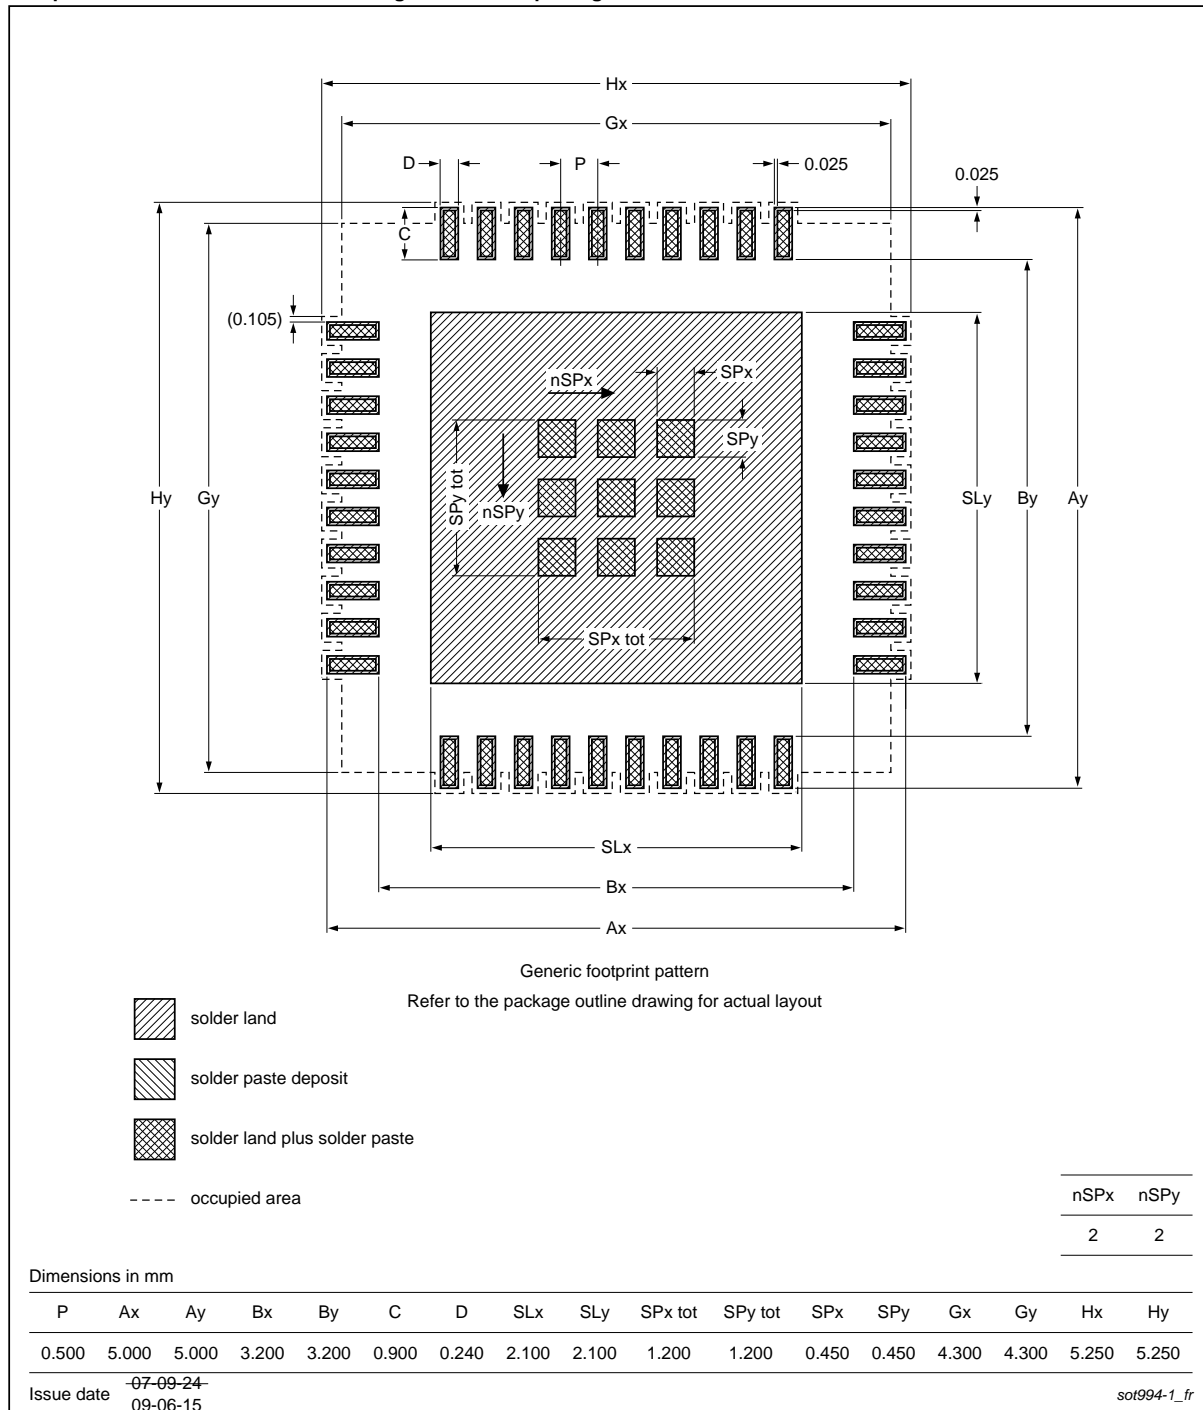 Hx
Gx
D
P
0.025
0.025
C
(0.105)
nSPx
SPx
SPy
SPy tot
nSPy
Hy
Gy
SLy
By
Ay
SPx tot
SLx
Bx
Ax
Generic footprint pattern
Refer to the package outline drawing for actual layout
solder land
solder paste deposit
solder land plus solder paste
occupied area
nSPx nSPy
2 2
Dimensions in mm
P Ax Ay Bx By C D SLx SLy SPx tot SPy tot SPx SPy Gx Gy Hx Hy
0.500 5.000 5.000 3.200 3.200 0.900 0.240 2.100 2.100 1.200 1.200 0.450 0.450 4.300 4.300 5.250 5.250
Issue date 07-09-24
09-06-15
sot994-1_fr